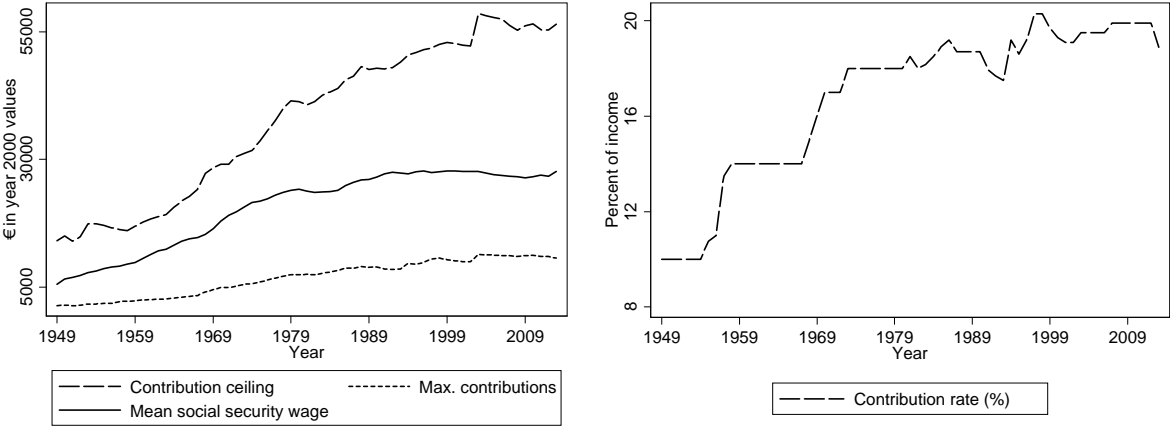 € in year 2000 values
55000
30000
5000
1949 1959 1969 1979 1989 1999 2009
Year
Contribution ceiling
Max. contributions
Mean social security wage
Percent of income
20
16
12
8
1949 1959 1969 1979 1989 1999 2009
Year
Contribution rate (%)